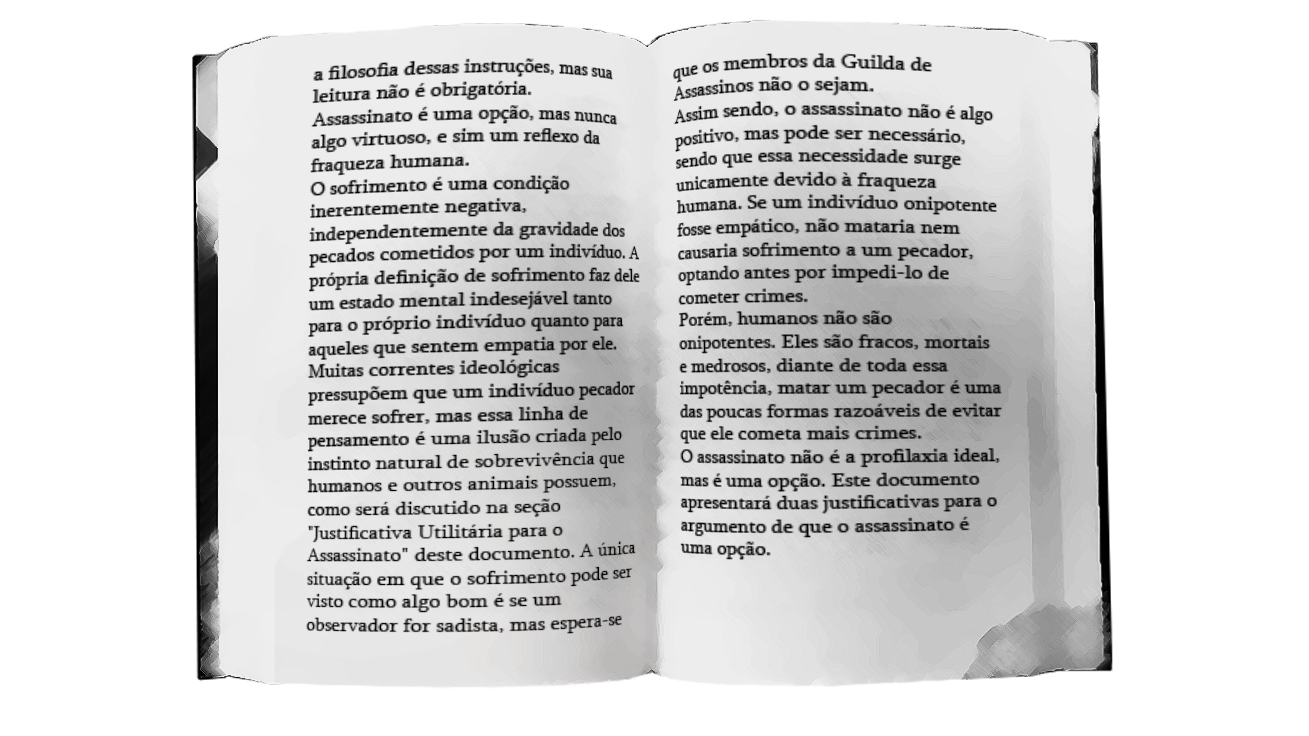 a filosofia dessas instruções, mas sua
leitura não é obrigatória.
Assassinato é uma opção, mas nunca
algo virtuoso, e sim um reflexo da
fraqueza humana.
O sofrimento é uma condição
inerentemente negativa,
independentemente da gravidade dos
pecados cometidos por um indivíduo. A
própria definição de sofrimento faz dele
um estado mental indesejável tanto
para o próprio indivíduo quanto para
aqueles que sentem empatia por ele.
Muitas correntes ideológicas
pressupõem que um indivíduo pecador
merece sofrer, mas essa linha de
pensamento é uma ilusão criada pelo
instinto natural de sobrevivência que
humanos e outros animais possuem,
como será discutido na seção
"Justificativa Utilitária para o
Assassinato" deste documento. A única
situação em que o sofrimento pode ser
visto como algo bom é se um
observador for sadista, mas espera-se
que os membros da Guilda de
Assassinos não o sejam.
Assim sendo, o assassinato não é algo
positivo, mas pode ser necessário,
sendo que essa necessidade surge
unicamente devido à fraqueza
humana. Se um indivíduo onipotente
fosse empático, não mataria nem
causaria sofrimento a um pecador,
optando antes por impedi-lo de
cometer crimes.
Porém, humanos não são
onipotentes. Eles são fracos, mortais
e medrosos, diante de toda essa
impotência, matar um pecador é uma
das poucas formas razoáveis de evitar
que ele cometa mais crimes.
O assassinato não é a profilaxia ideal,
mas é uma opção. Este documento
apresentará duas justificativas para o
argumento de que o assassinato é
uma opção.